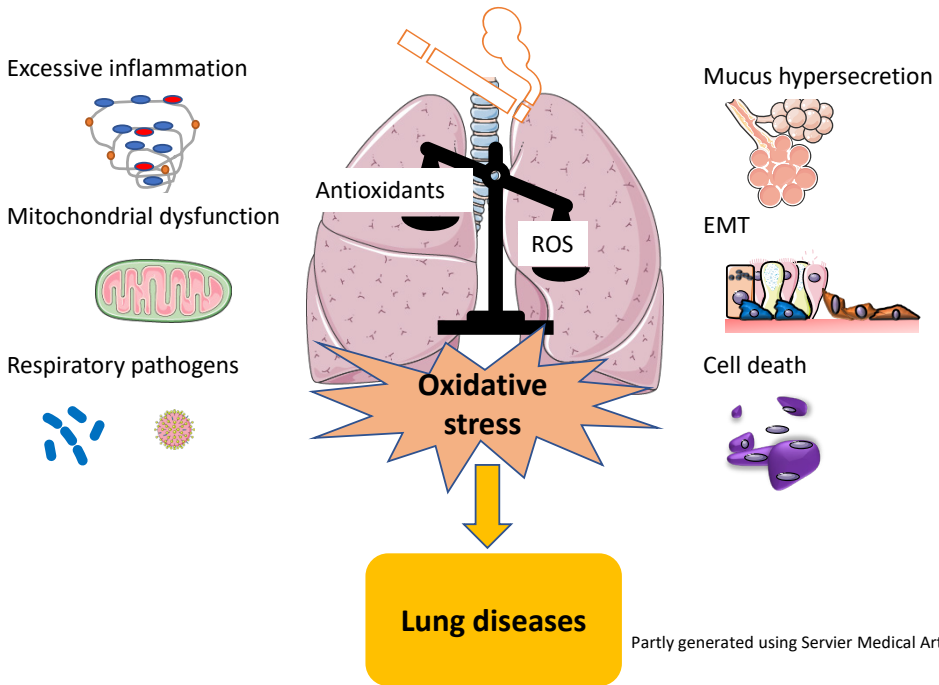 Excessive inflammation
Mitochondrial dysfunction
Respiratory pathogens
Antioxidants
ROS
Mucus hypersecretion
EMT
Cell death
Oxidative
stress
Lung diseases
Partly generated using Servier Medical Art